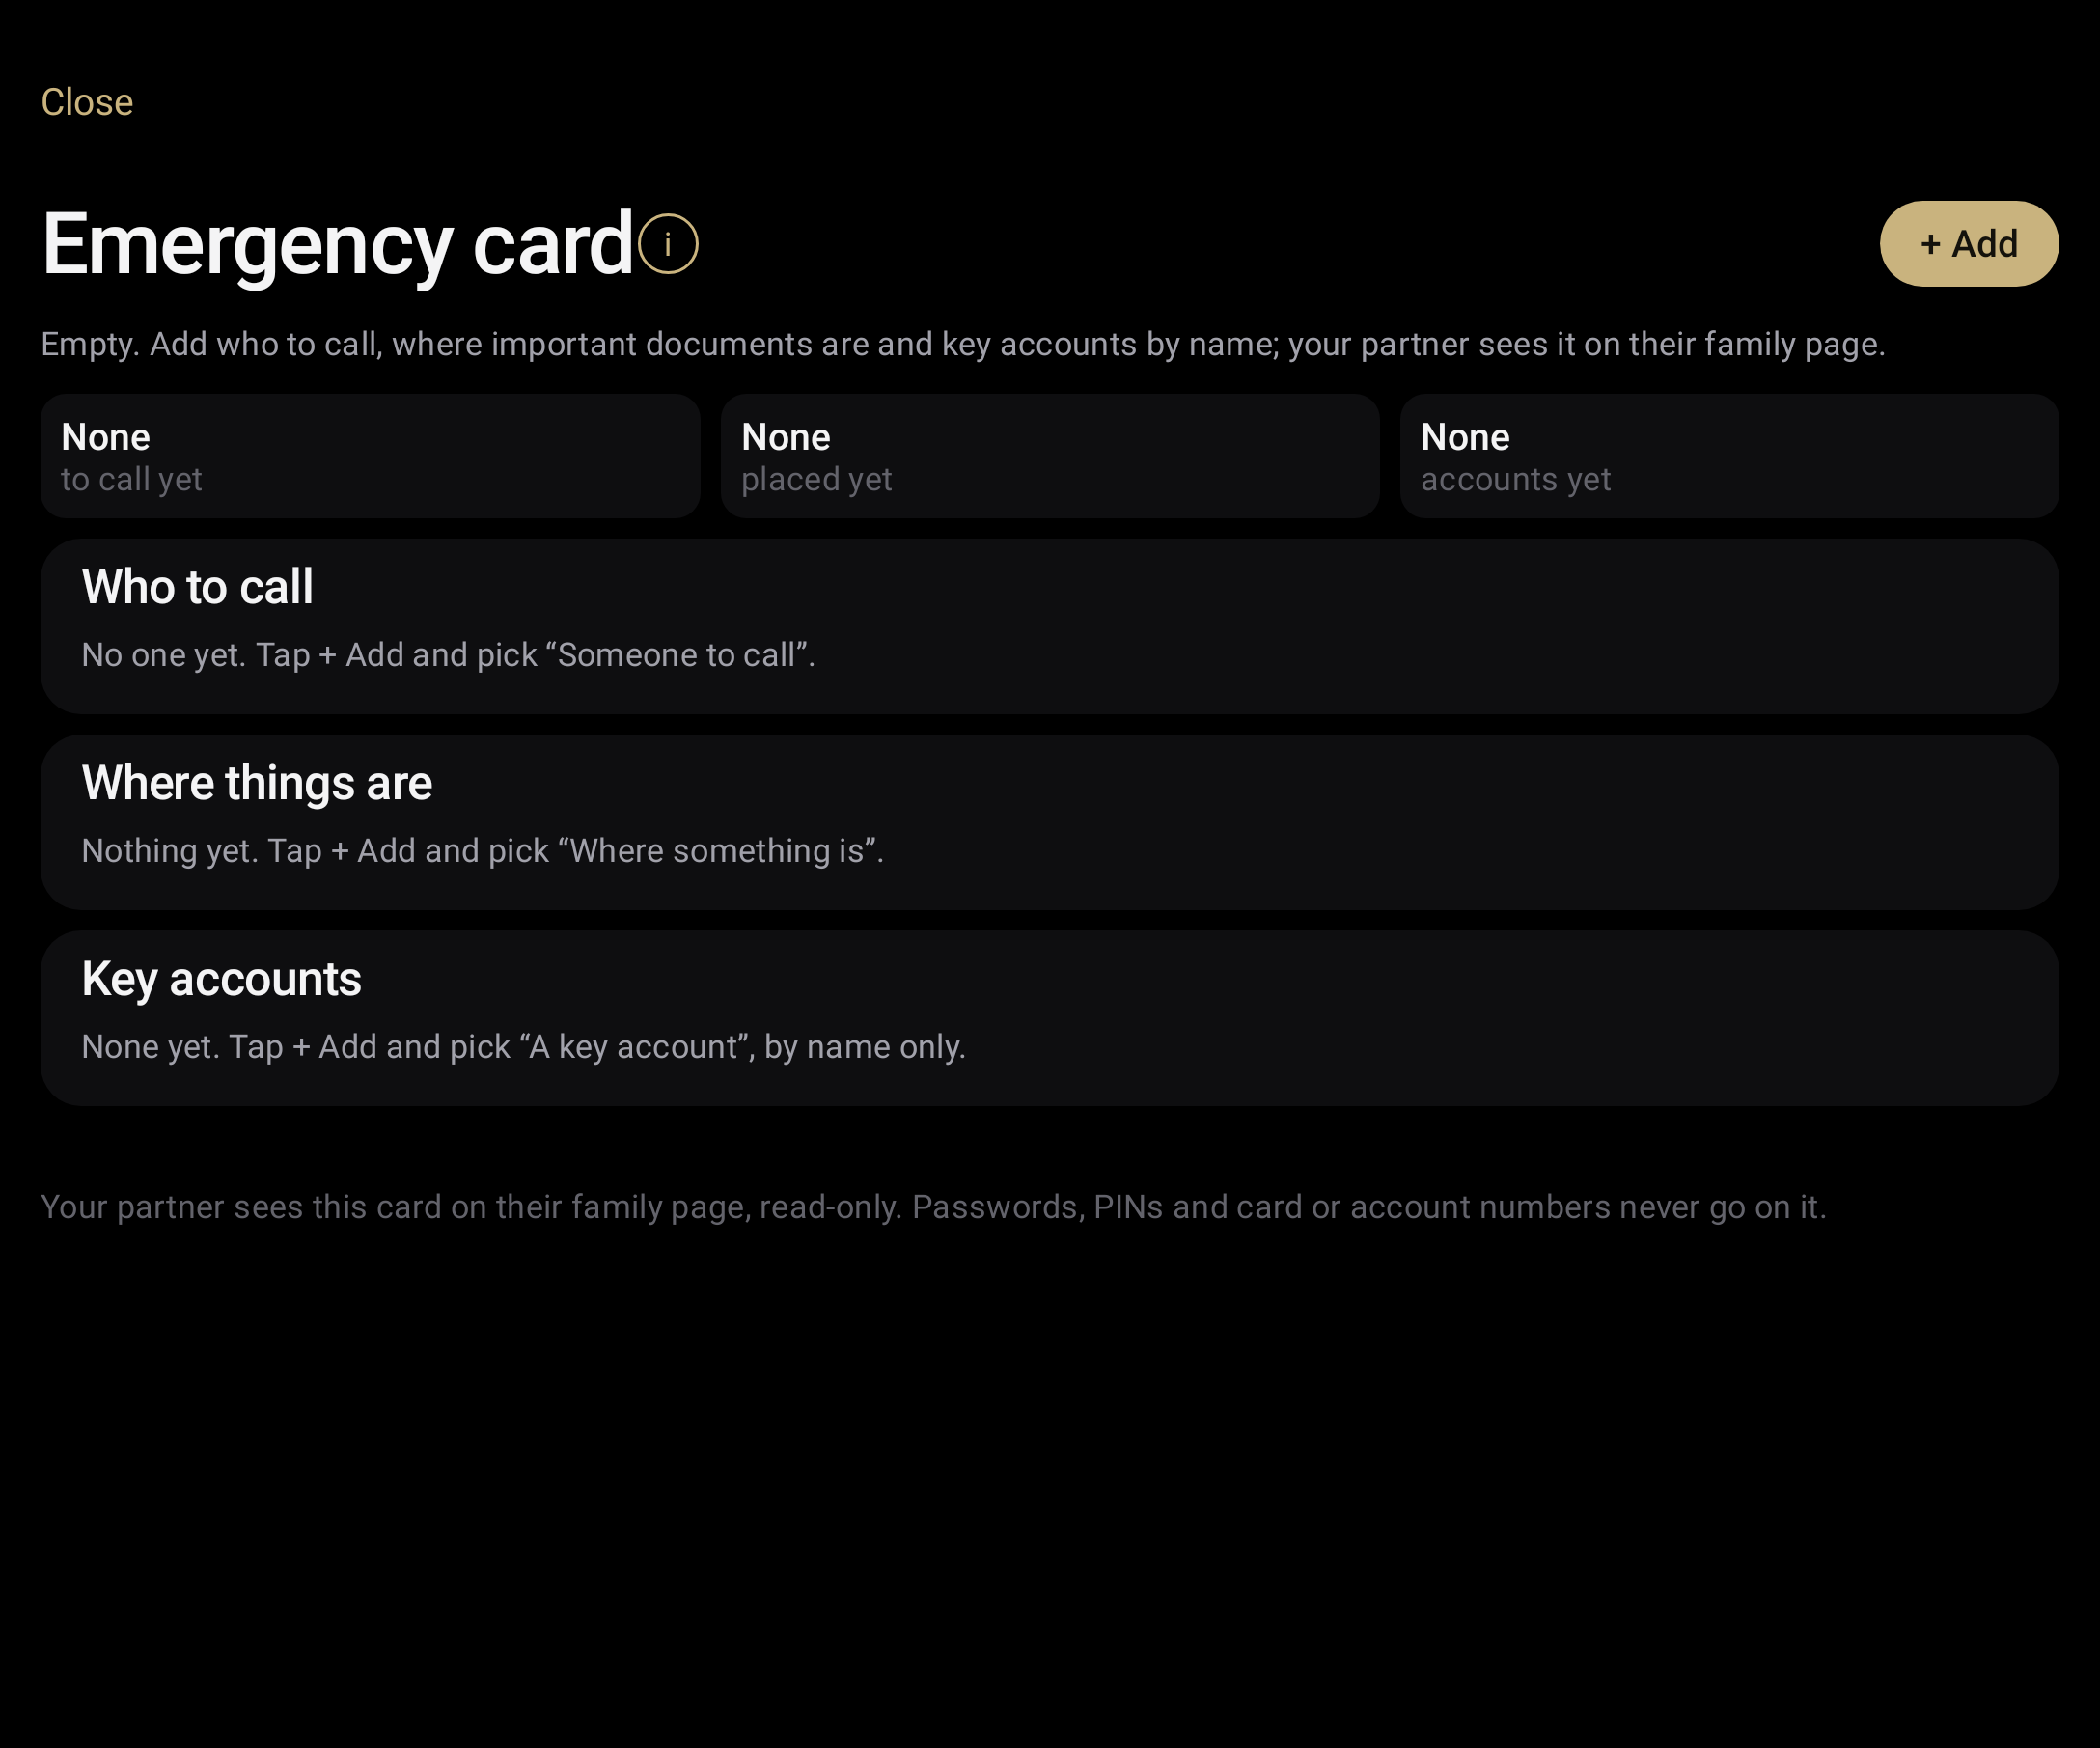 Close
Emergency card i
+ Add
Empty. Add who to call, where important documents are and key accounts by name; your partner sees it on their family page.
None
to call yet
None
placed yet
None
accounts yet
Who to call
No one yet. Tap + Add and pick “Someone to call”.
Where things are
Nothing yet. Tap + Add and pick “Where something is”.
Key accounts
None yet. Tap + Add and pick “A key account”, by name only.
Your partner sees this card on their family page, read-only. Passwords, PINs and card or account numbers never go on it.